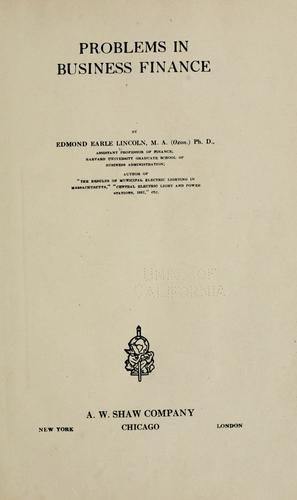 PROBLEMS IN
BUSINESS FINANCE
BY
EDMOND EARLE LINCOLN, M. A. (Oxon.) Ph. D.,
ASSISTANT PROFESSOR OF FINANCE,
HARVARD UNIVERSITY GRADUATE SCHOOL OF
BUSINESS ADMINISTRATION;
AUTHOR OF
"THE RESULTS OF MUNICIPAL ELECTRIC LIGHTING IN
MASSACHUSETTS," "CENTRAL ELECTRIC LIGHT AND POWER
STATIONS, 1917," etc.
UNIV. OF
CALIFORNIA
A. W. SHAW COMPANY
NEW YORK CHICAGO LONDON